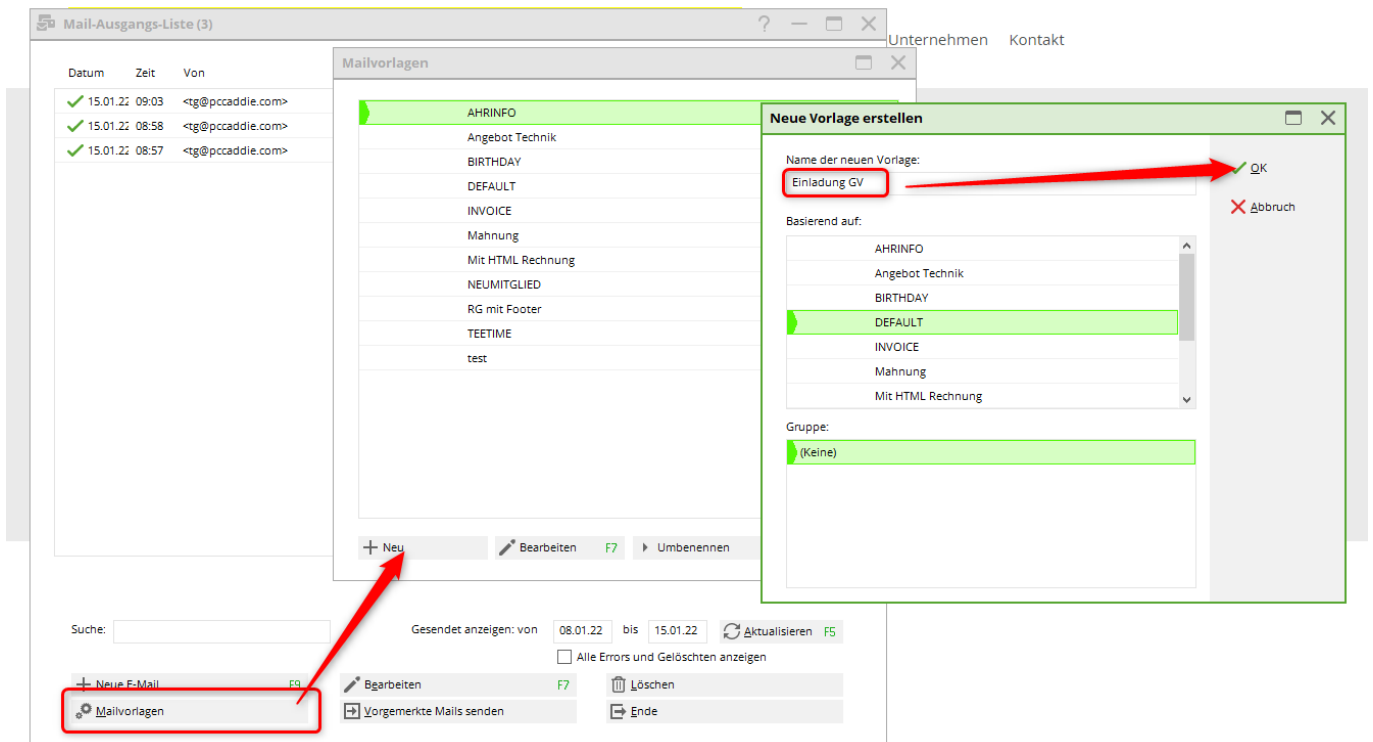 Mail-Ausgangs-Liste (3)
Unternehmen Kontakt
Datum Zeit Von
15.01.22 09:03 <tg@pccaddie.com>
15.01.22 08:58 <tg@pccaddie.com>
15.01.22 08:57 <tg@pccaddie.com>
Mailvorlagen
AHRINFO
Angebot Technik
BIRTHDAY
DEFAULT
INVOICE
Mahnung
Mit HTML Rechnung
NEUMITGLIED
RG mit Footer
TEETIME
test
Neu Bearbeiten F7 Umbenennen
Neue Vorlage erstellen
Name der neuen Vorlage:
Einladung GV
OK
Abbruch
Basierend auf:
AHRINFO
Angebot Technik
BIRTHDAY
DEFAULT
INVOICE
Mahnung
Mit HTML Rechnung
Gruppe:
(Keine)
Suche: Gesendet anzeigen: von 08.01.22 bis 15.01.22 Aktualisieren F5
Alle Errors und Gelöschten anzeigen
Neue E-Mail F9 Bearbeiten F7 Löschen
Mailvorlagen Vorgemerkte Mails senden Ende